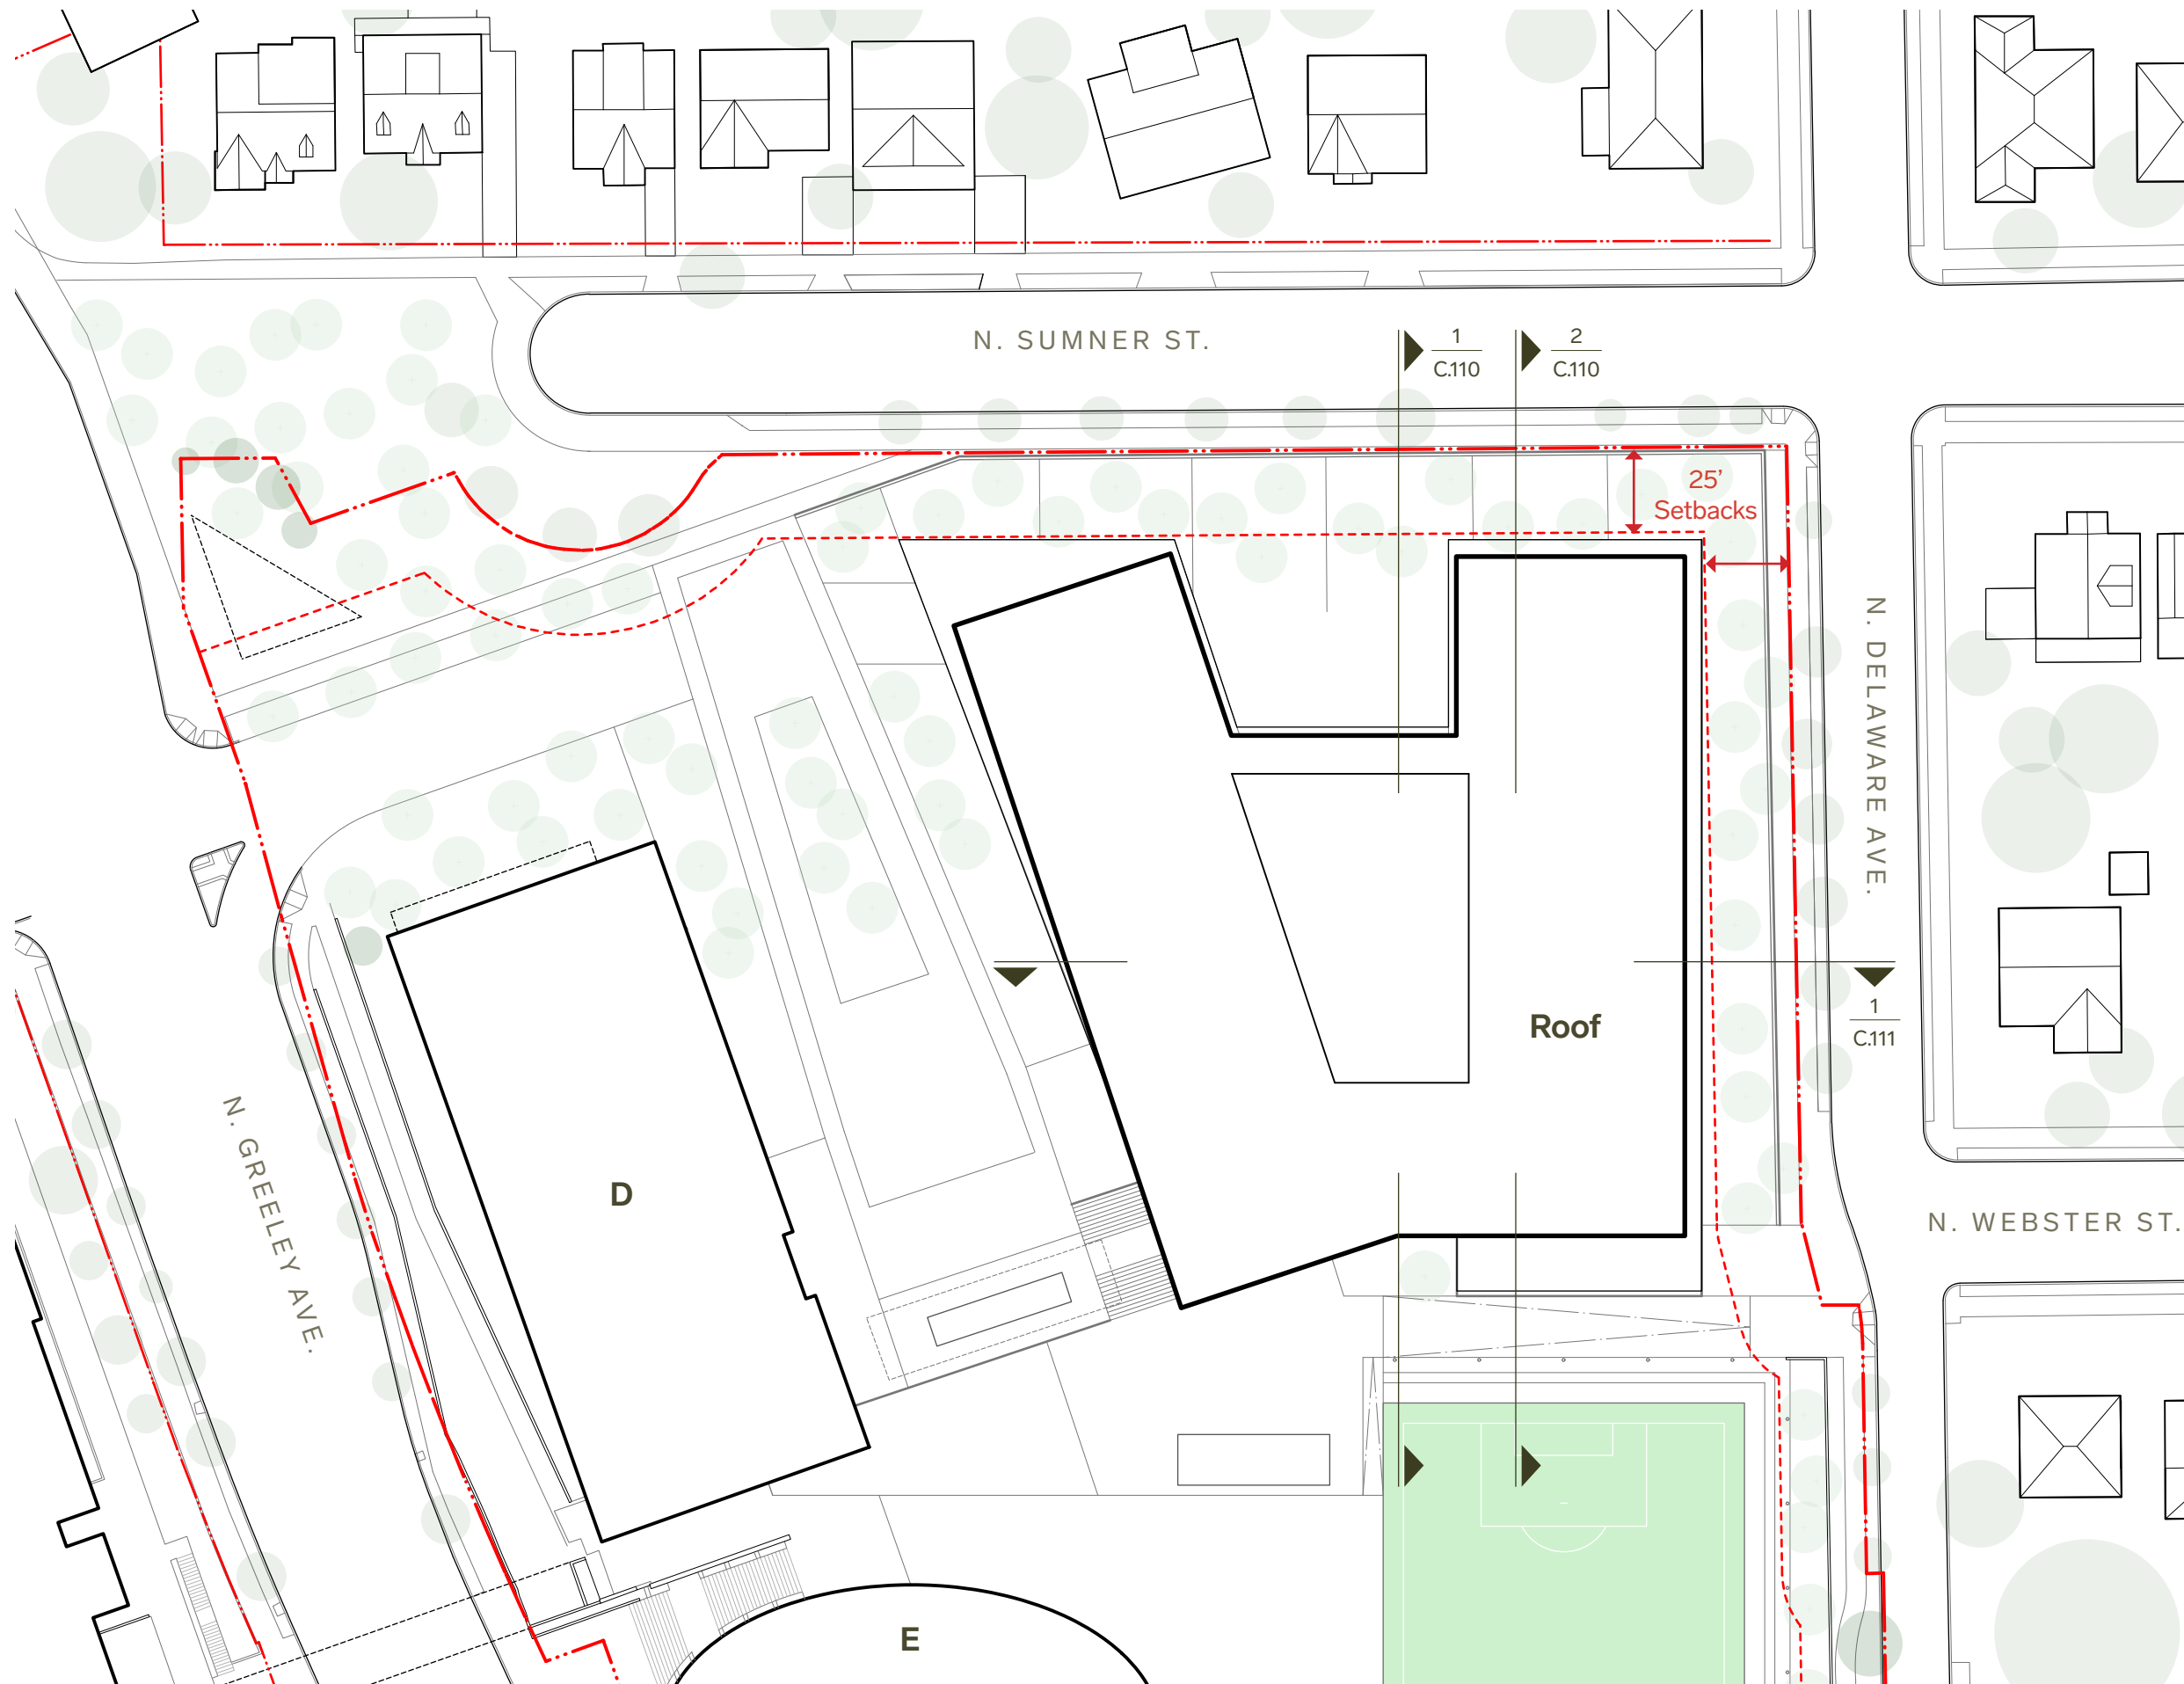 N. SUMNER ST.
1
C.110
2
C.110
25’
Setbacks
N. DELAWARE AVE.
1
C.111
Roof
N. GREELEY AVE.
D
N. WEBSTER ST.
E